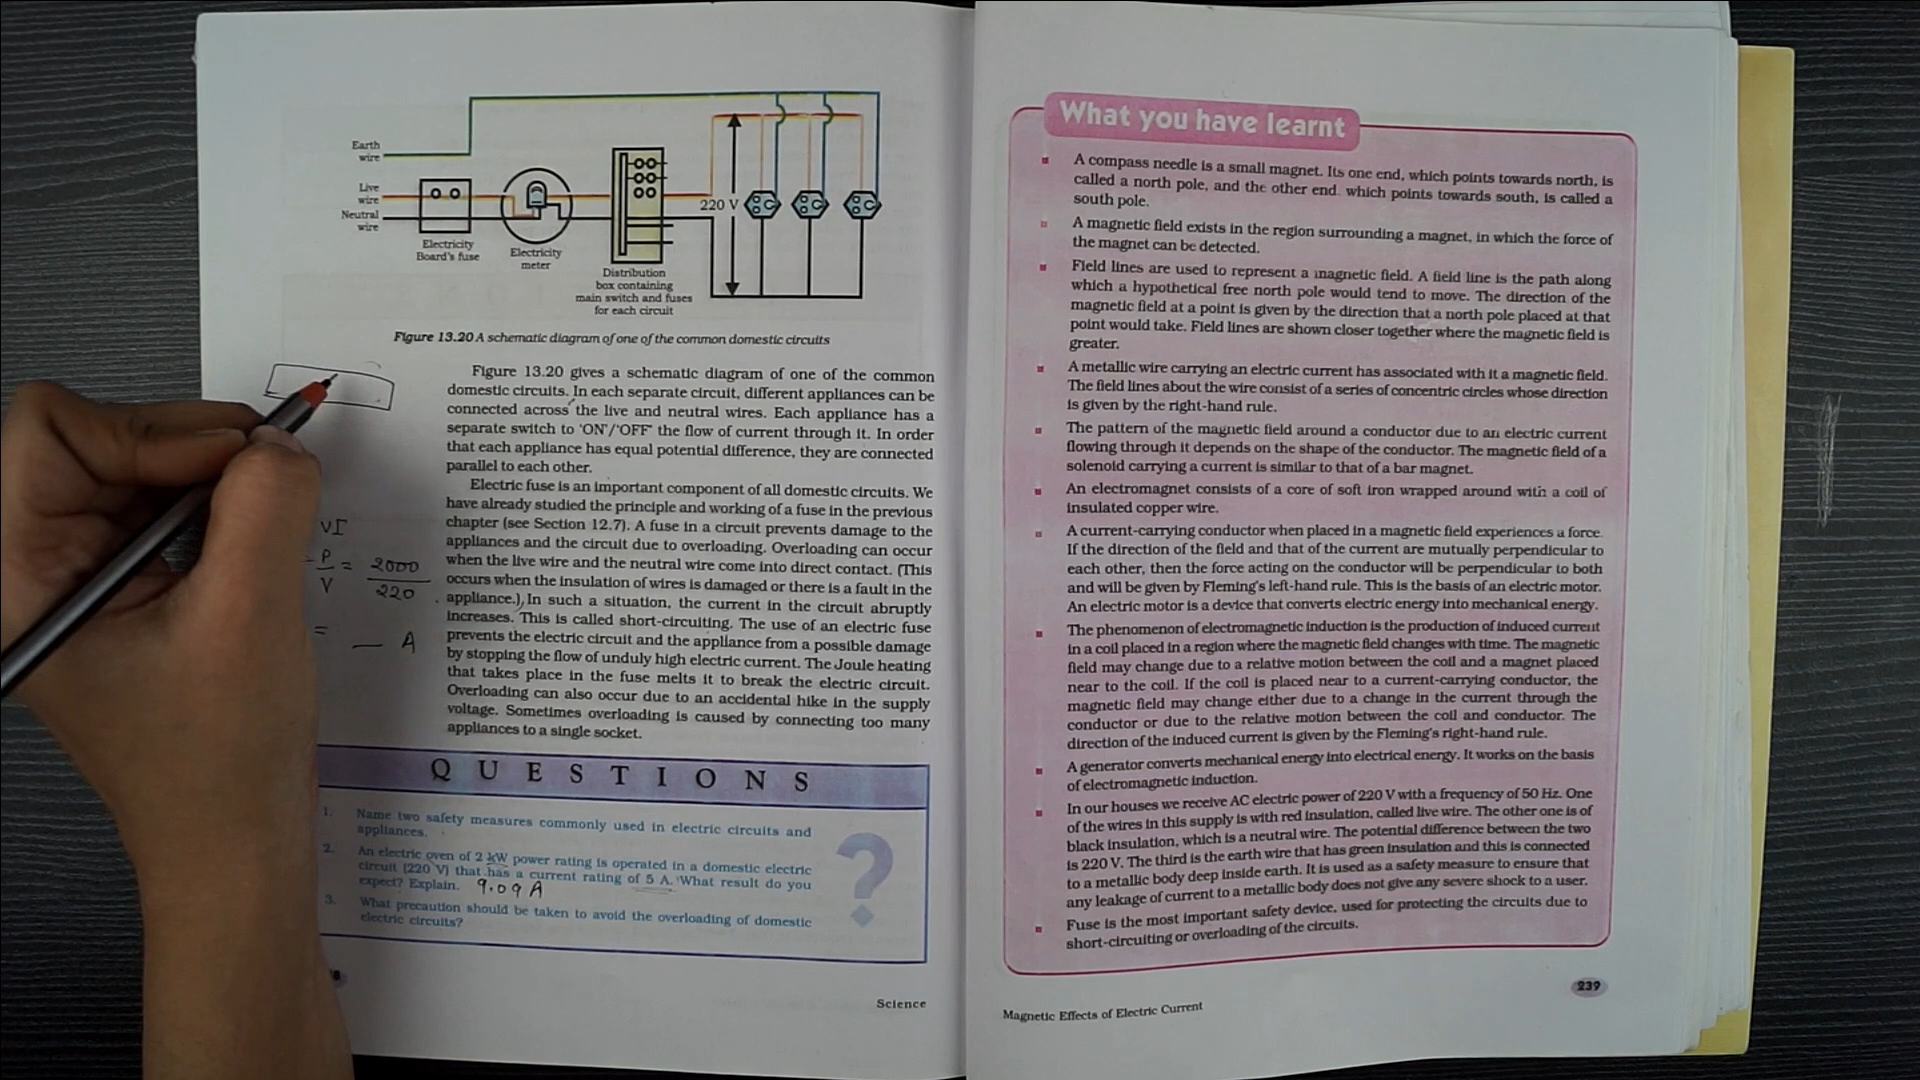 Earth
wire
Live
wire
Neutral
wire
Electricity
Board's fuse
Electricity
meter
Distribution
box containing
main switch and fuses
for each circuit
220 V
Figure 13.20 A schematic diagram of one of the common domestic circuits
Figure 13.20 gives a schematic diagram of one of the common
domestic circuits. In each separate circuit, different appliances can be
connected across the live and neutral wires. Each appliance has a
separate switch to 'ON'/'OFF' the flow of current through it. In order
that each appliance has equal potential difference, they are connected
parallel to each other.
Electric fuse is an important component of all domestic circuits. We
have already studied the principle and working of a fuse in the previous
chapter (see Section 12.7). A fuse in a circuit prevents damage to the
appliances and the circuit due to overloading. Overloading can occur
when the live wire and the neutral wire come into direct contact. (This
occurs when the insulation of wires is damaged or there is a fault in the
appliance.) In such a situation, the current in the circuit abruptly
increases. This is called short-circuiting. The use of an electric fuse
prevents the electric circuit and the appliance from a possible damage
by stopping the flow of unduly high electric current. The Joule heating
that takes place in the fuse melts it to break the electric circuit.
Overloading can also occur due to an accidental hike in the supply
voltage. Sometimes overloading is caused by connecting too many
appliances to a single socket.
VI
P = 2000
V 220
= — A
QUESTIONS
1. Name two safety measures commonly used in electric circuits and
appliances.
2. An electric oven of 2 kW power rating is operated in a domestic electric
circuit (220 V) that has a current rating of 5 A. What result do you
expect? Explain. 9.09 A
3. What precaution should be taken to avoid the overloading of domestic
electric circuits?
?
Science
What you have learnt
A compass needle is a small magnet. Its one end, which points towards north, is
called a north pole, and the other end, which points towards south, is called a
south pole.
A magnetic field exists in the region surrounding a magnet, in which the force of
the magnet can be detected.
Field lines are used to represent a magnetic field. A field line is the path along
which a hypothetical free north pole would tend to move. The direction of the
magnetic field at a point is given by the direction that a north pole placed at that
point would take. Field lines are shown closer together where the magnetic field is
greater.
A metallic wire carrying an electric current has associated with it a magnetic field.
The field lines about the wire consist of a series of concentric circles whose direction
is given by the right-hand rule.
The pattern of the magnetic field around a conductor due to an electric current
flowing through it depends on the shape of the conductor. The magnetic field of a
solenoid carrying a current is similar to that of a bar magnet.
An electromagnet consists of a core of soft iron wrapped around with a coil of
insulated copper wire.
A current-carrying conductor when placed in a magnetic field experiences a force.
If the direction of the field and that of the current are mutually perpendicular to
each other, then the force acting on the conductor will be perpendicular to both
and will be given by Fleming's left-hand rule. This is the basis of an electric motor.
An electric motor is a device that converts electric energy into mechanical energy.
The phenomenon of electromagnetic induction is the production of induced current
in a coil placed in a region where the magnetic field changes with time. The magnetic
field may change due to a relative motion between the coil and a magnet placed
near to the coil. If the coil is placed near to a current-carrying conductor, the
magnetic field may change either due to a change in the current through the
conductor or due to the relative motion between the coil and conductor. The
direction of the induced current is given by the Fleming's right-hand rule.
A generator converts mechanical energy into electrical energy. It works on the basis
of electromagnetic induction.
In our houses we receive AC electric power of 220 V with a frequency of 50 Hz. One
of the wires in this supply is with red insulation, called live wire. The other one is of
black insulation, which is a neutral wire. The potential difference between the two
is 220 V. The third is the earth wire that has green insulation and this is connected
to a metallic body deep inside earth. It is used as a safety measure to ensure that
any leakage of current to a metallic body does not give any severe shock to a user.
Fuse is the most important safety device, used for protecting the circuits due to
short-circuiting or overloading of the circuits.
Magnetic Effects of Electric Current
239